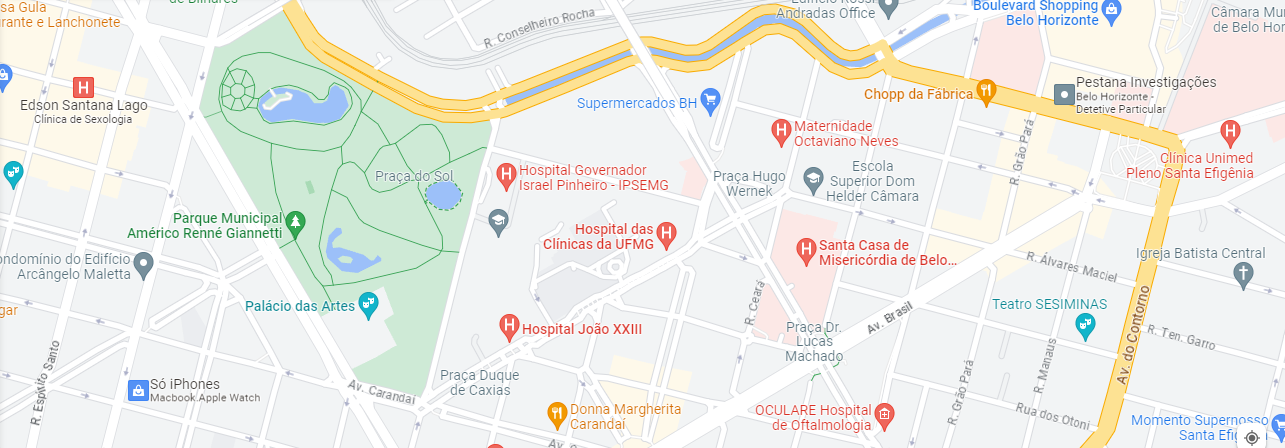 de Bilhares
sa Gula
rante e Lanchonete
R. Conselheiro Rocha
Andradas Office
Boulevard Shopping
Belo Horizonte
Câmara Mun
de Belo Horiz
Edson Santana Lago
Clínica de Sexologia
Supermercados BH
Chopp da Fábrica
Pestana Investigações
Belo Horizonte -
Detetive Particular
Maternidade
Octaviano Neves
R. Grão Pará
Clínica Unimed
Pleno Santa Efigênia
Praça do Sol
Hospital Governador
Israel Pinheiro - IPSEMG
Praça Hugo
Wernek
Escola
Superior Dom
Helder Câmara
Parque Municipal
Américo Renné Giannetti
Hospital das
Clínicas da UFMG
Santa Casa de
Misericórdia de Belo...
ondomínio do Edifício
Arcângelo Maletta
R. Álvares Maciel
Igreja Batista Central
Palácio das Artes
R. Ceará
Av. Brasil
Teatro SESIMINAS
Av. do Contorno
gar
Hospital João XXIII
Praça Dr.
Lucas
Machado
R. Ten. Garro
R. Espírito Santo
Só iPhones
Macbook Apple Watch
Av. Carandaí
Praça Duque
de Caxias
R. Grão Pará
R. Manaus
Donna Margherita
Carandaí
OCULARE Hospital
de Oftalmologia
Rua dos Otoni
Momento Supernosso
Santa Efig